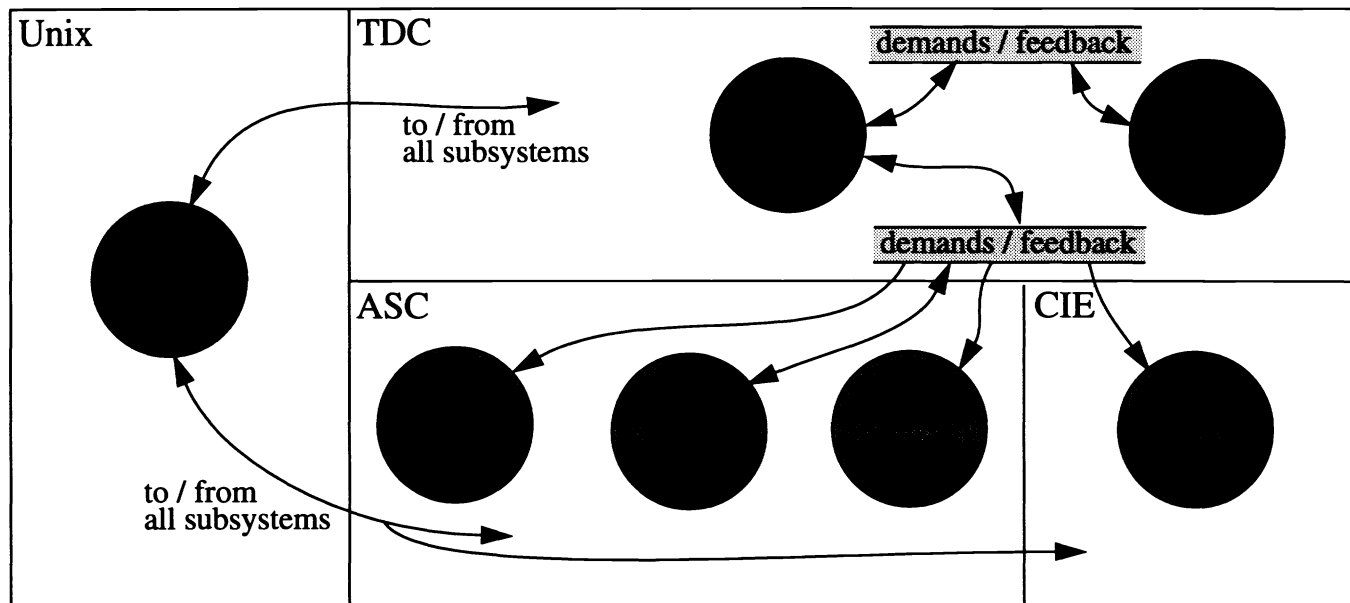 Unix
TDC
demands / feedback
to / from
all subsystems
demands / feedback
ASC
CIE
to / from
all subsystems